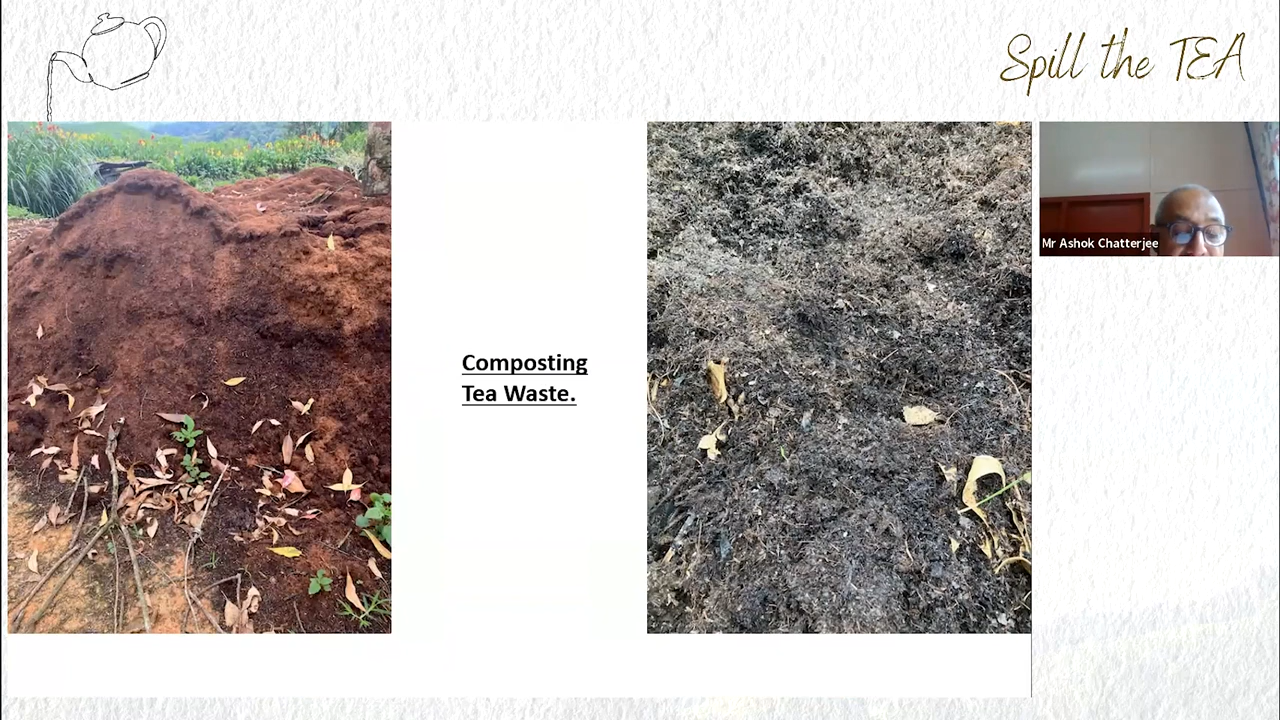 Spill the TEA
Composting
Tea Waste.
Mr Ashok Chatterjee